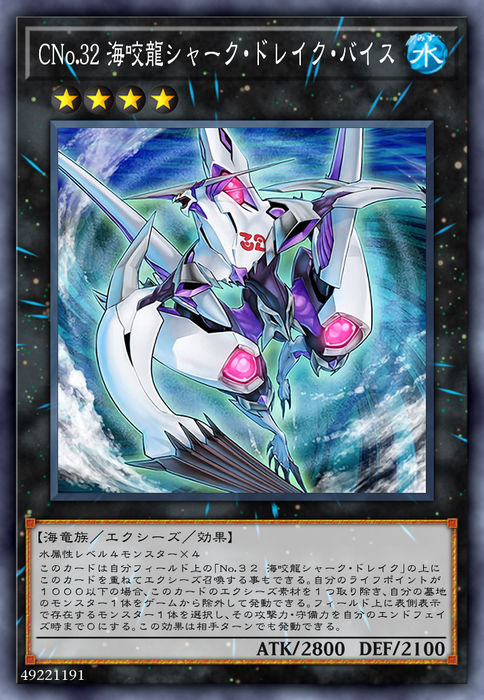 CNo.32 海咬龍シャーク・ドレイク・バイス
みず
水
32
【海竜族／エクシーズ／効果】
水属性レベル４モンスター×４
このカードは自分フィールド上の「No.３２ 海咬龍シャーク・ドレイク」の上に
このカードを重ねてエクシーズ召喚する事もできる。自分のライフポイントが
１０００以下の場合、このカードのエクシーズ素材を１つ取り除き、自分の墓地
のモンスター１体をゲームから除外して発動できる。フィールド上に表側表示
で存在するモンスター１体を選択し、その攻撃力・守備力を自分のエンドフェイ
ズ時まで０にする。この効果は相手ターンでも発動できる。
ATK/2800 DEF/2100
49221191